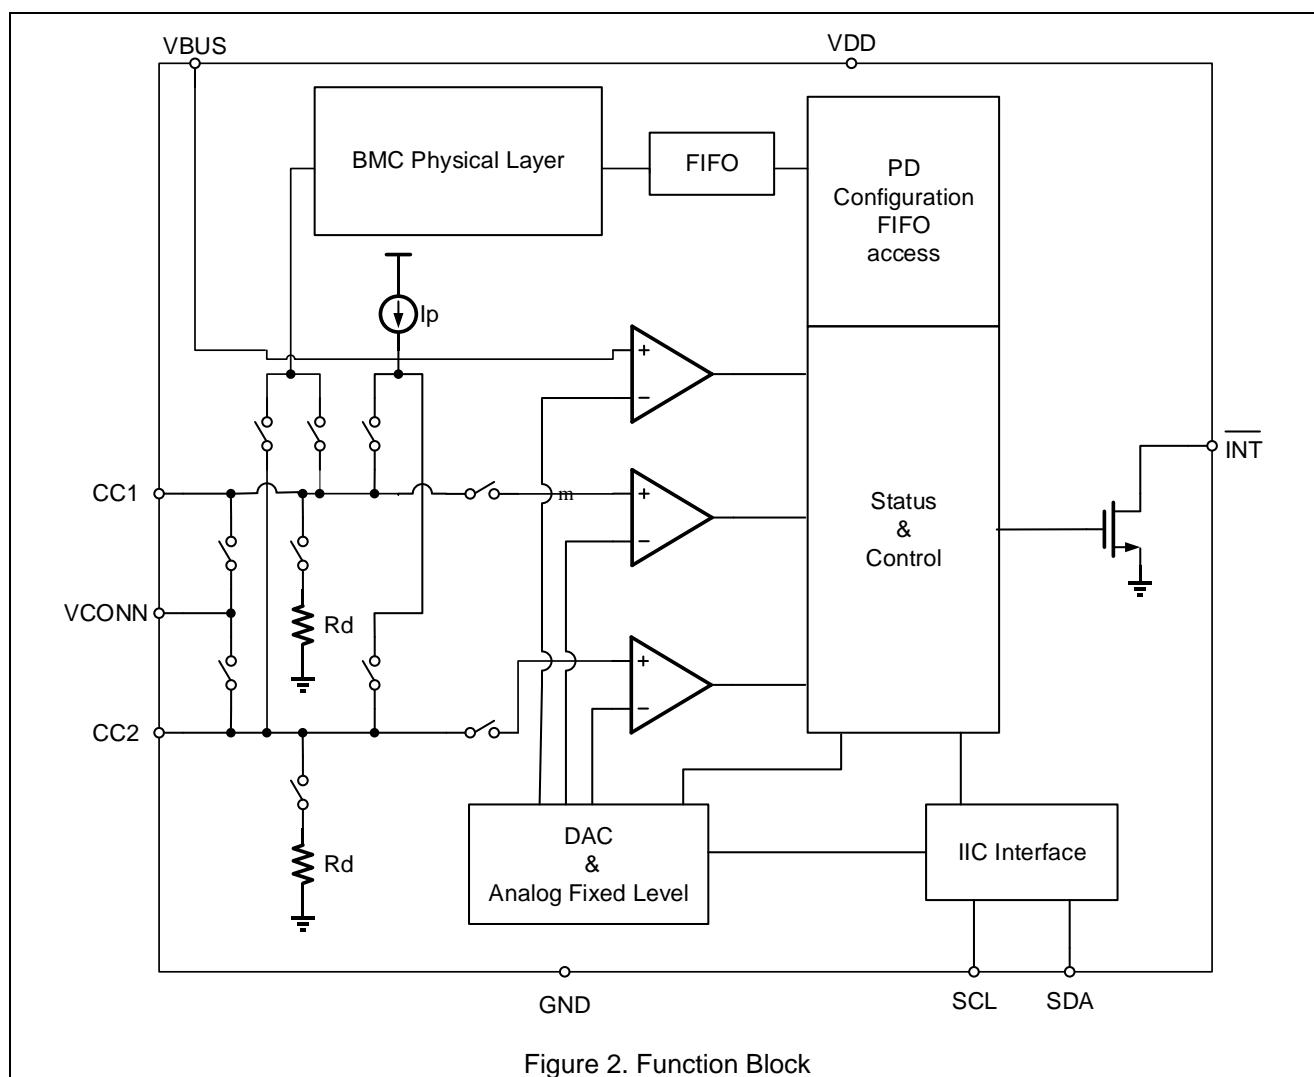 VBUS
VDD
BMC Physical Layer
FIFO
PD
Configuration
FIFO
access
Ip
+
−
INT
CC1
m
+
−
Status
&
Control
VCONN
Rd
+
−
CC2
DAC
&
Analog Fixed Level
IIC Interface
Rd
GND
SCL
SDA
Figure 2. Function Block